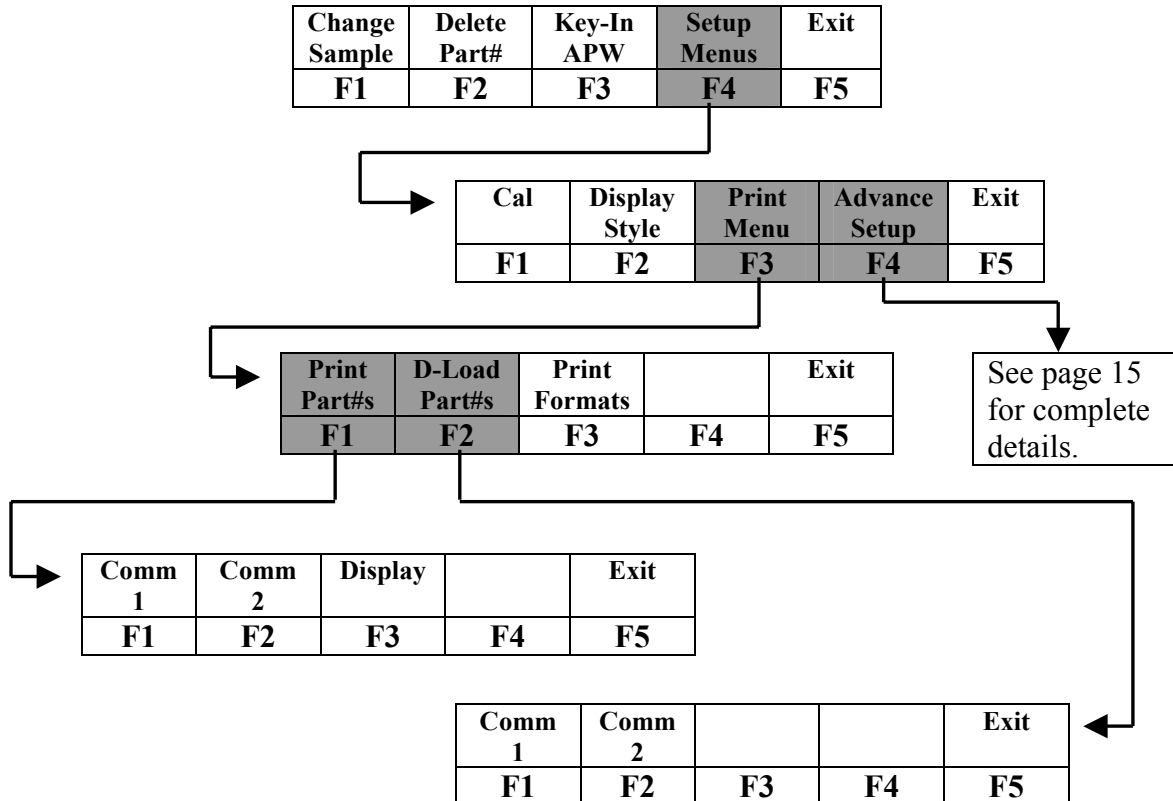 Change Delete Key-In Setup Exit
Sample Part# APW Menus
F1 F2 F3 F4 F5
Cal Display Print Advance Exit
Style Menu Setup
F1 F2 F3 F4 F5
Print D-Load Print Exit
Part#s Part#s Formats
F1 F2 F3 F4 F5
See page 15
for complete
details.
Comm Comm Display Exit
1 2
F1 F2 F3 F4 F5
Comm Comm Exit
1 2
F1 F2 F3 F4 F5